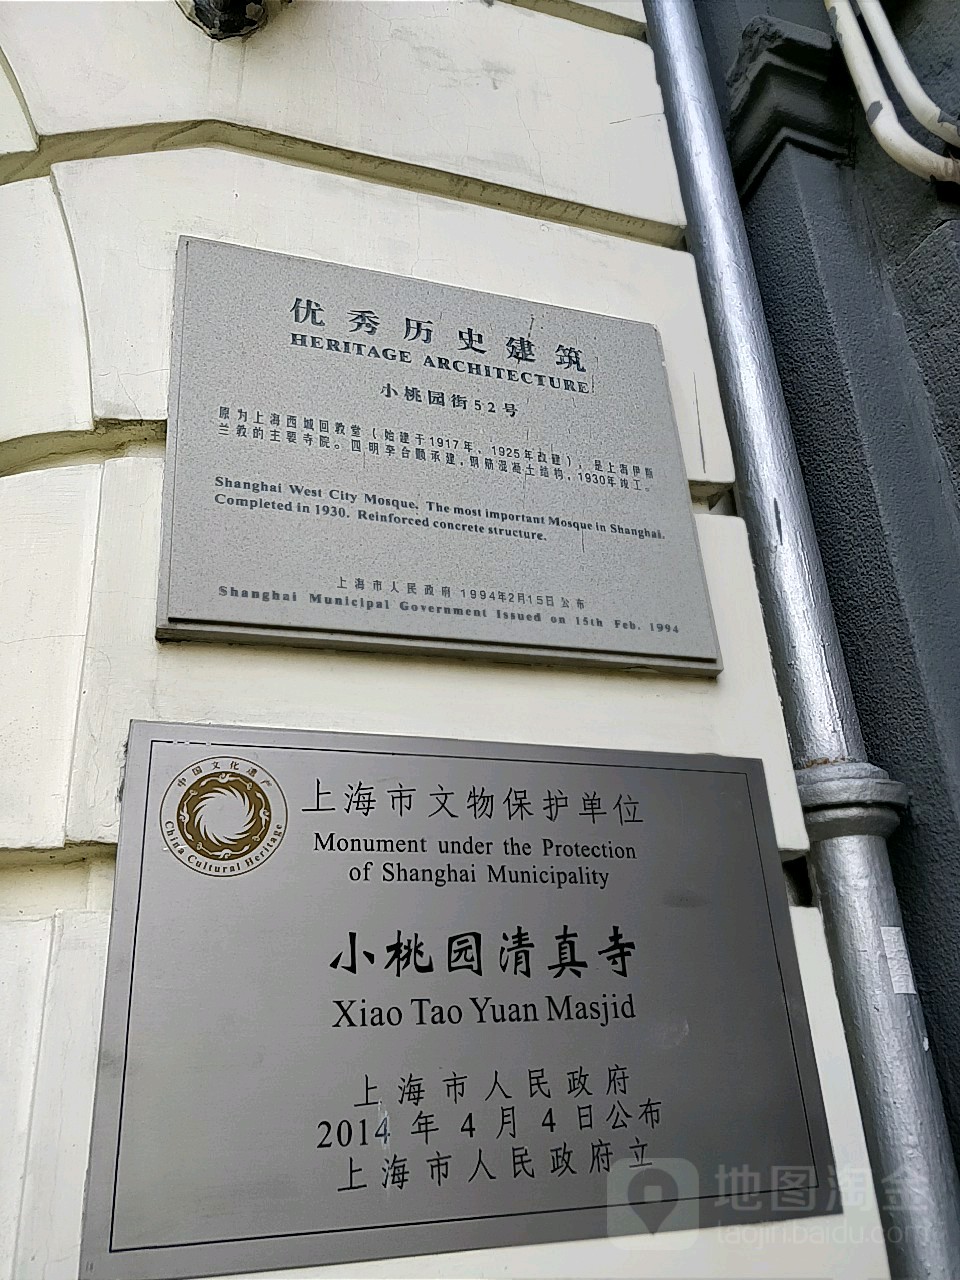 优秀历史建筑
HERITAGE ARCHITECTURE
小桃园街52号
原为上海西城回教堂(始建于1917年、1925年改建),是上海伊斯
兰教的主要寺院。四明李合顺承建,钢筋混凝土结构,1930年竣工。
Shanghai West City Mosque. The most important Mosque in Shanghai.
Completed in 1930. Reinforced concrete structure.
上海市人民政府 1994年2月15日公布
Shanghai Municipal Government Issued on 15th Feb. 1994
中国文化遗产
China Cultural Heritage
上海市文物保护单位
Monument under the Protection
of Shanghai Municipality
小桃园清真寺
Xiao Tao Yuan Masjid
上海市人民政府
2014年4月4日公布
上海市人民政府立
地图淘金
taojin.baidu.com